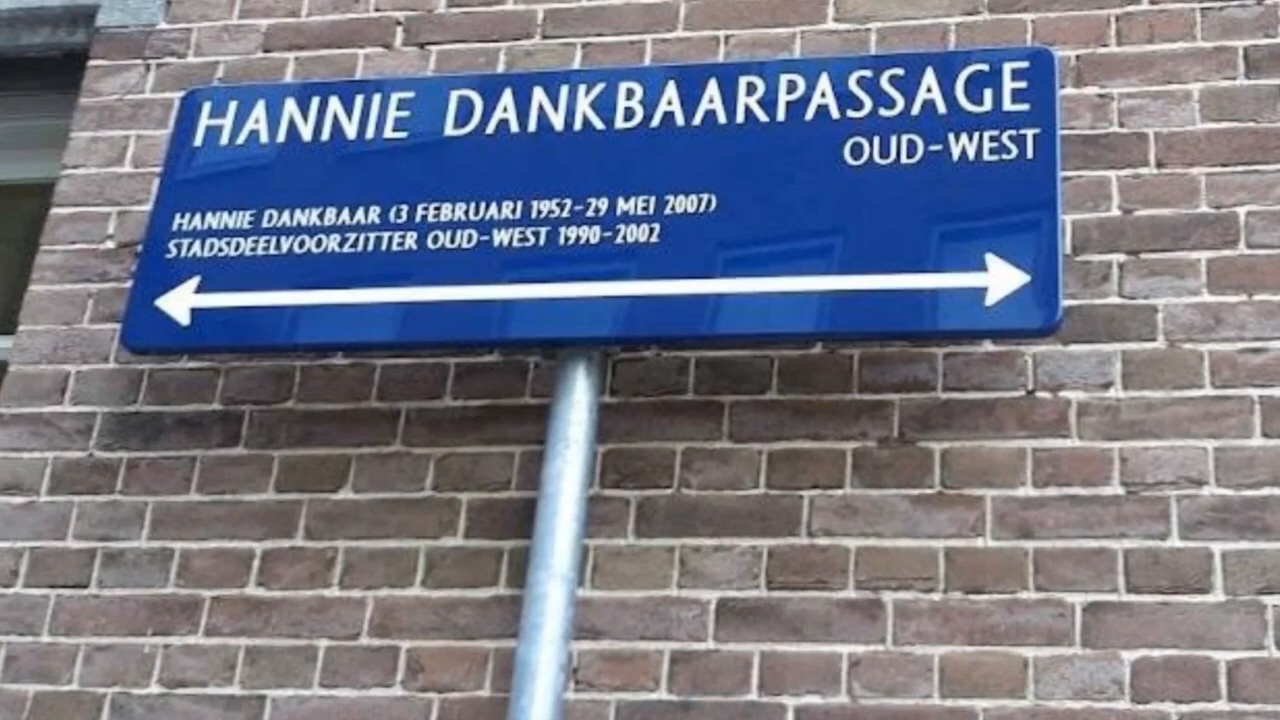 HANNIE DANKBAARPASSAGE
OUD-WEST
HANNIE DANKBAAR (3 FEBRUARI 1952-29 MEI 2007)
STADSDEELVOORZITTER OUD-WEST 1990-2002